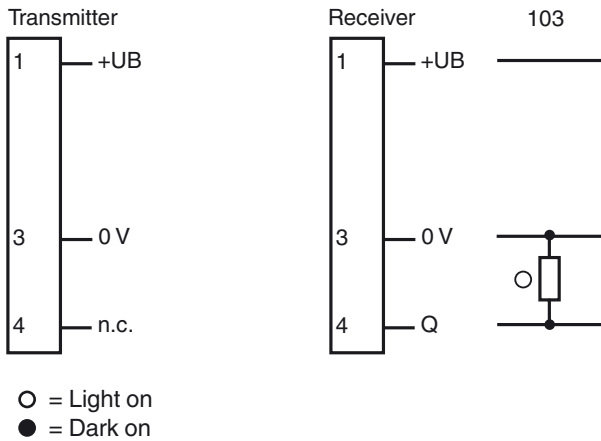 Transmitter
1 +UB
3 0 V
4 n.c.
Receiver 103
1 +UB
3 0 V
4 Q
= Light on
= Dark on